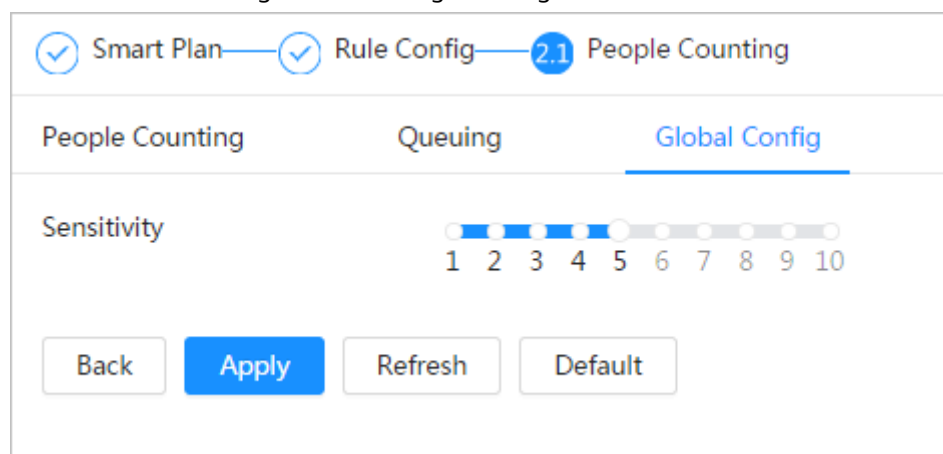 Smart Plan Rule Config 2.1 People Counting
People Counting Queuing Global Config
Sensitivity
1 2 3 4 5 6 7 8 9 10
Back Apply Refresh Default